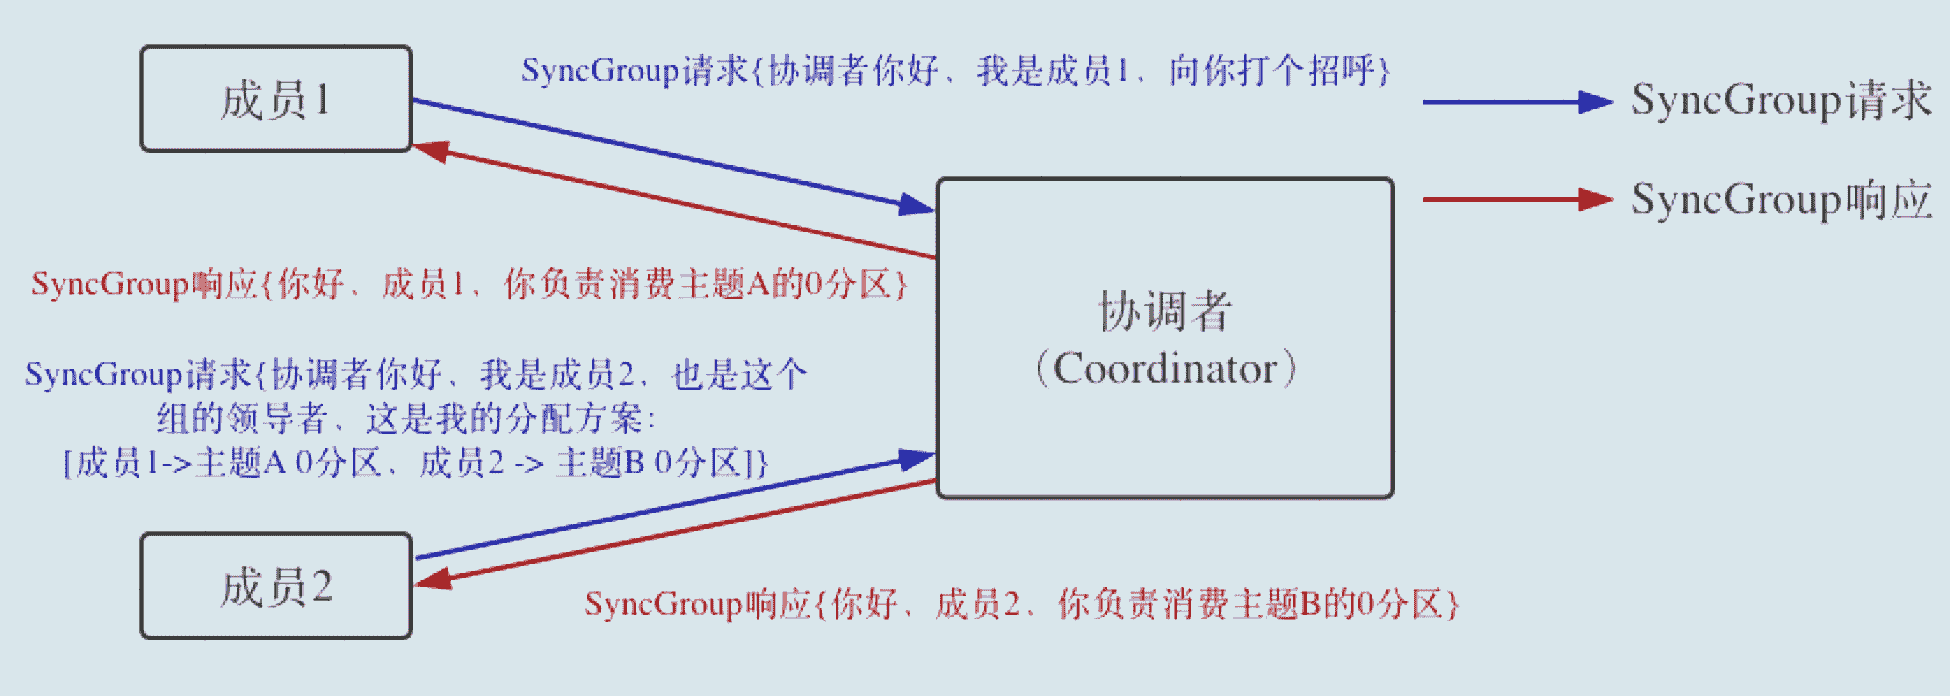 成员1
SyncGroup请求{协调者你好、我是成员1，向你打个招呼}
SyncGroup请求
SyncGroup响应
SyncGroup响应{你好、成员1，你负责消费主题A的0分区}
协调者
（Coordinator）
SyncGroup请求{协调者你好、我是成员2，也是这个
组的领导者、这是我的分配方案：
[成员1->主题A 0分区、成员2 -> 主题B 0分区]}
成员2
SyncGroup响应{你好、成员2，你负责消费主题B的0分区}